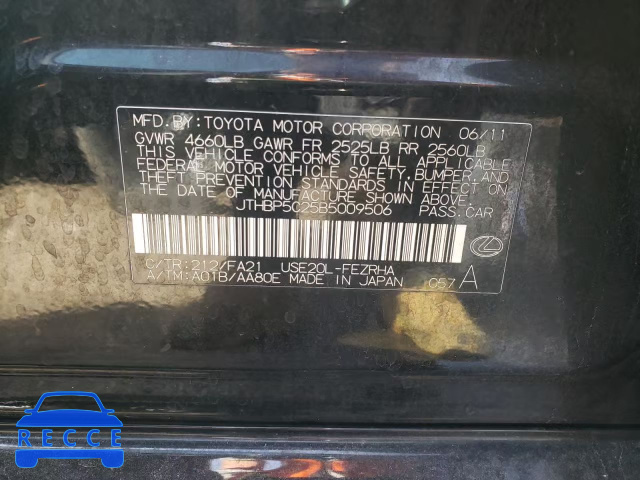 MFD.BY:TOYOTA MOTOR CORPORATION 06/11
GVWR 4660LB GAWR FR 2525LB RR 2560LB
THIS VEHICLE CONFORMS TO ALL APPLICABLE
FEDERAL MOTOR VEHICLE SAFETY,BUMPER,AND
THEFT PREVENTION STANDARDS IN EFFECT ON
THE DATE OF MANUFACTURE SHOWN ABOVE.
JTHBP5C25B5009506 PASS.CAR
C/TR:212/FA21 USE20L-FEZRHA
A/TM:A01B/AA80E MADE IN JAPAN C57A
RECCE